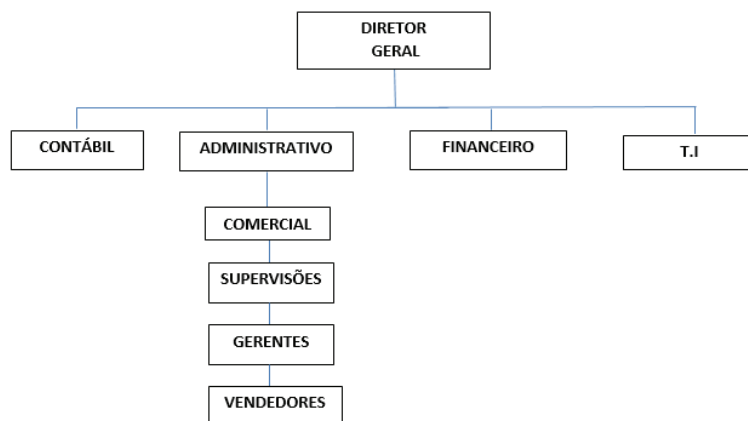 DIRETOR
GERAL
CONTÁBIL
ADMINISTRATIVO
FINANCEIRO
T.I
COMERCIAL
SUPERVISÕES
GERENTES
VENDEDORES